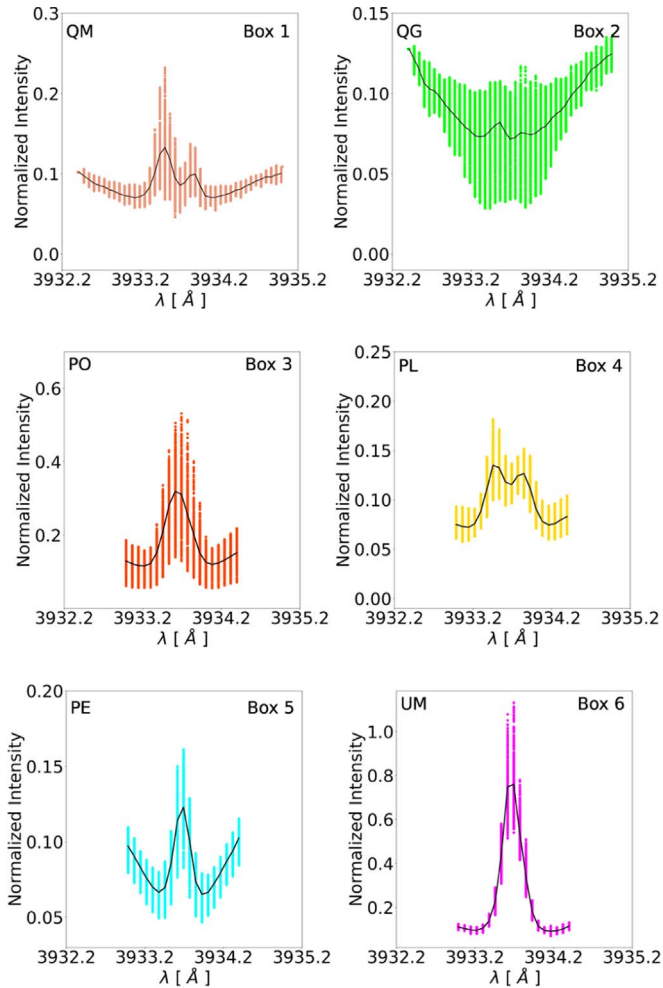 QM Box 1
Normalized Intensity
0.3
0.2
0.1
0.0
3932.2 3933.2 3934.2 3935.2
λ [ Å ]
QG Box 2
Normalized Intensity
0.15
0.10
0.05
0.00
3932.2 3933.2 3934.2 3935.2
λ [ Å ]
PO Box 3
Normalized Intensity
0.6
0.4
0.2
3932.2 3933.2 3934.2 3935.2
λ [ Å ]
PL Box 4
Normalized Intensity
0.25
0.20
0.15
0.10
0.05
0.00
3932.2 3933.2 3934.2 3935.2
λ [ Å ]
PE Box 5
Normalized Intensity
0.20
0.15
0.10
0.05
3932.2 3933.2 3934.2 3935.2
λ [ Å ]
UM Box 6
Normalized Intensity
1.0
0.8
0.6
0.4
0.2
3932.2 3933.2 3934.2 3935.2
λ [ Å ]